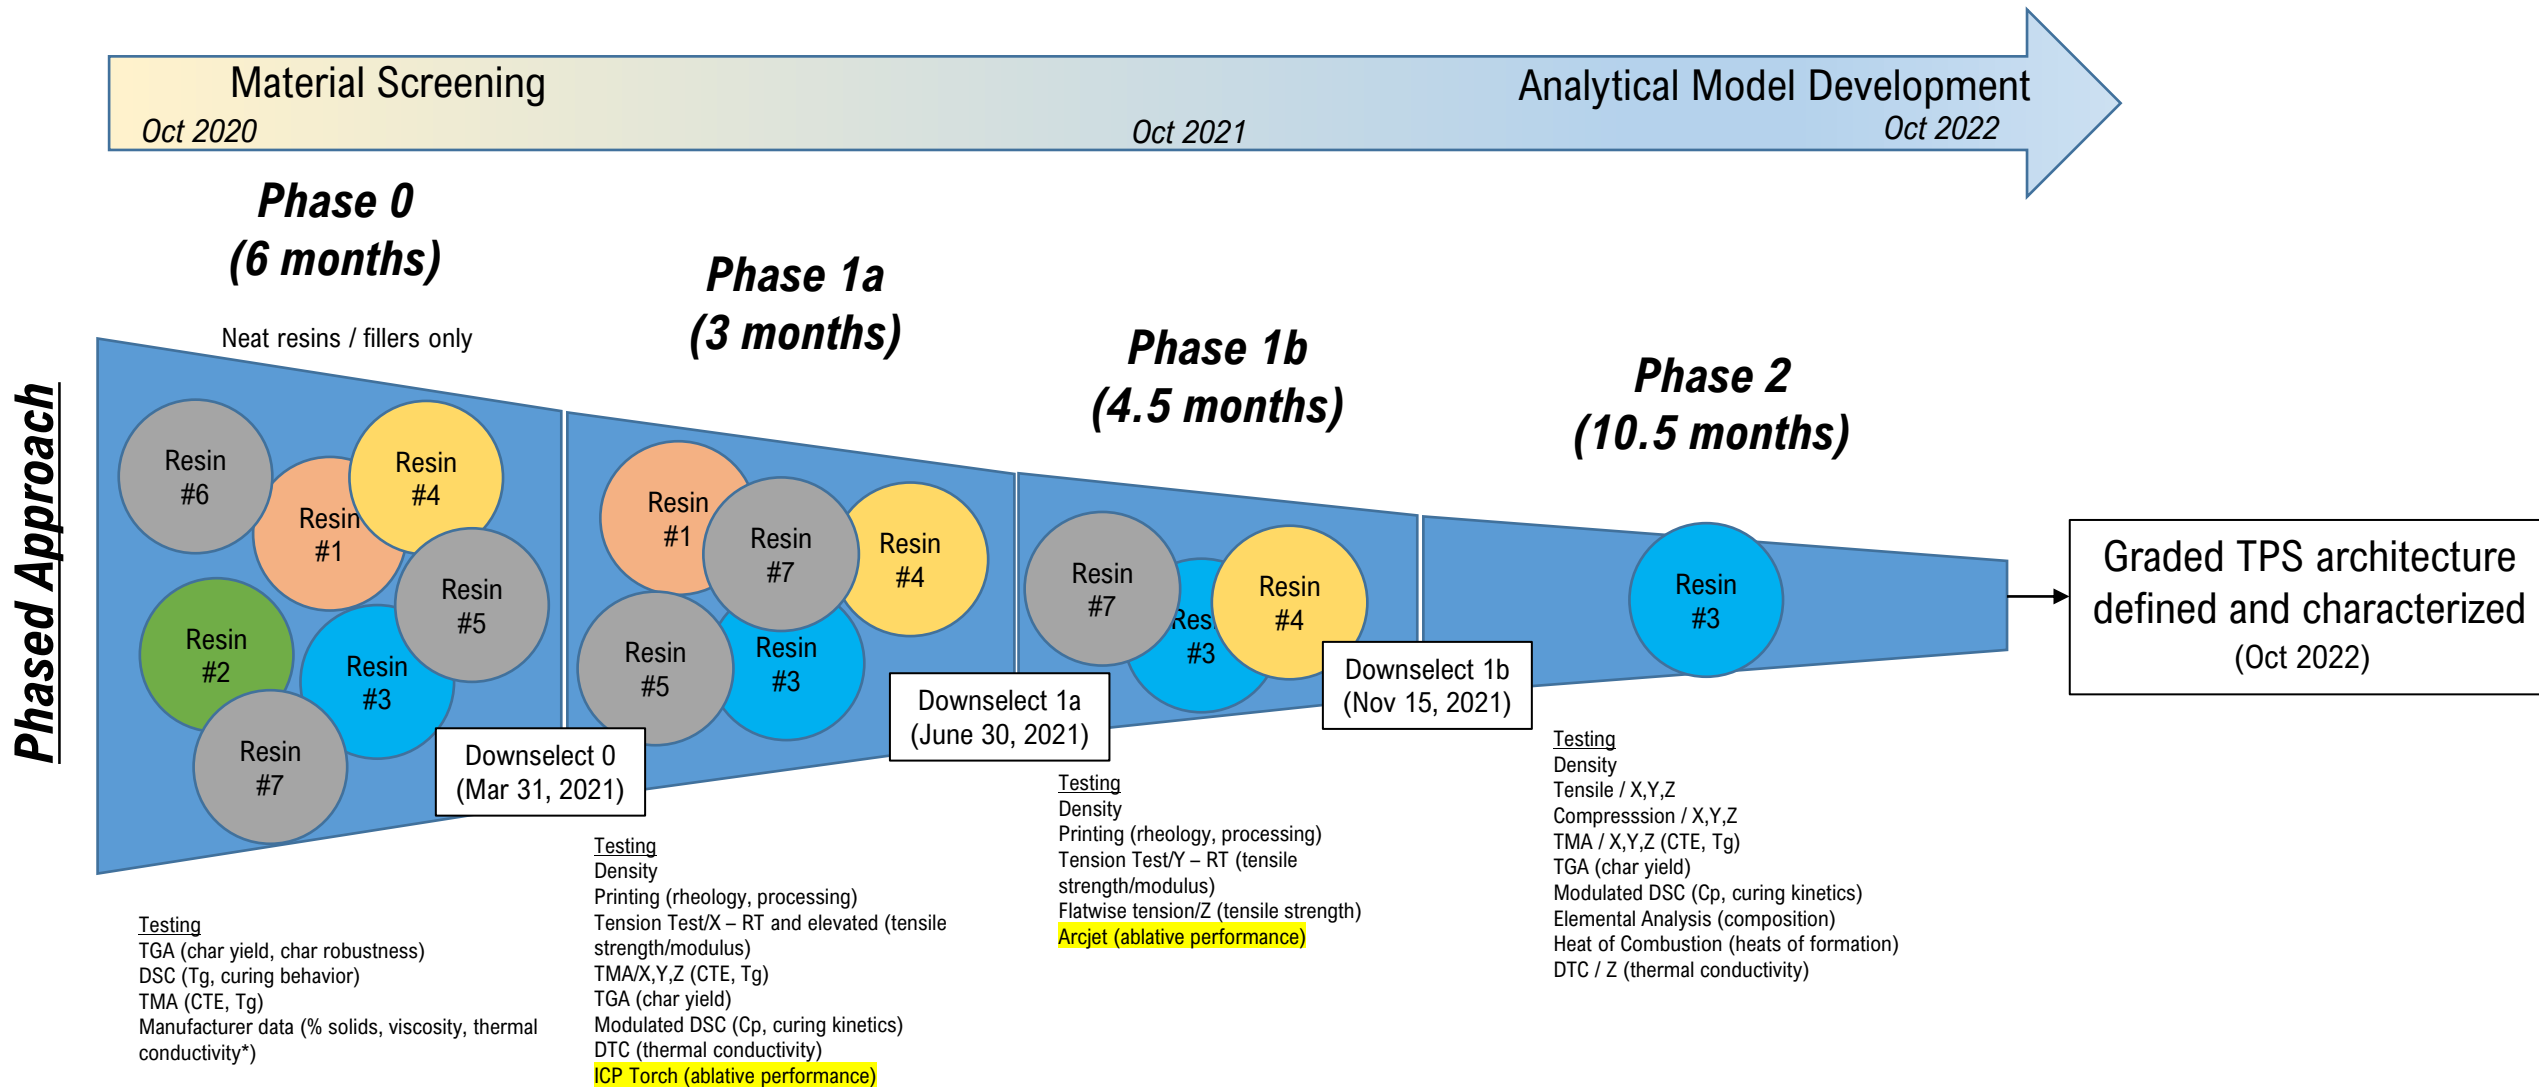 Material Screening
Analytical Model Development
Oct 2020
Oct 2021
Oct 2022
Phased Approach
Phase 0
(6 months)
Neat resins / fillers only
Resin
#6
Resin
#1
Resin
#4
Resin
#5
Resin
#2
Resin
#3
Resin
#7
Downselect 0
(Mar 31, 2021)
Testing
TGA (char yield, char robustness)
DSC (Tg, curing behavior)
TMA (CTE, Tg)
Manufacturer data (% solids, viscosity, thermal
conductivity*)
Phase 1a
(3 months)
Resin
#1
Resin
#7
Resin
#4
Resin
#5
Resin
#3
Downselect 1a
(June 30, 2021)
Testing
Density
Printing (rheology, processing)
Tension Test/X – RT and elevated (tensile
strength/modulus)
TMA/X,Y,Z (CTE, Tg)
TGA (char yield)
Modulated DSC (Cp, curing kinetics)
DTC (thermal conductivity)
ICP Torch (ablative performance)
Phase 1b
(4.5 months)
Resin
#7
Resi
#3
Resin
#4
Downselect 1b
(Nov 15, 2021)
Testing
Density
Printing (rheology, processing)
Tension Test/Y – RT (tensile
strength/modulus)
Flatwise tension/Z (tensile strength)
Arcjet (ablative performance)
Phase 2
(10.5 months)
Resin
#3
Testing
Density
Tensile / X,Y,Z
Compresssion / X,Y,Z
TMA / X,Y,Z (CTE, Tg)
TGA (char yield)
Modulated DSC (Cp, curing kinetics)
Elemental Analysis (composition)
Heat of Combustion (heats of formation)
DTC / Z (thermal conductivity)
Graded TPS architecture
defined and characterized
(Oct 2022)